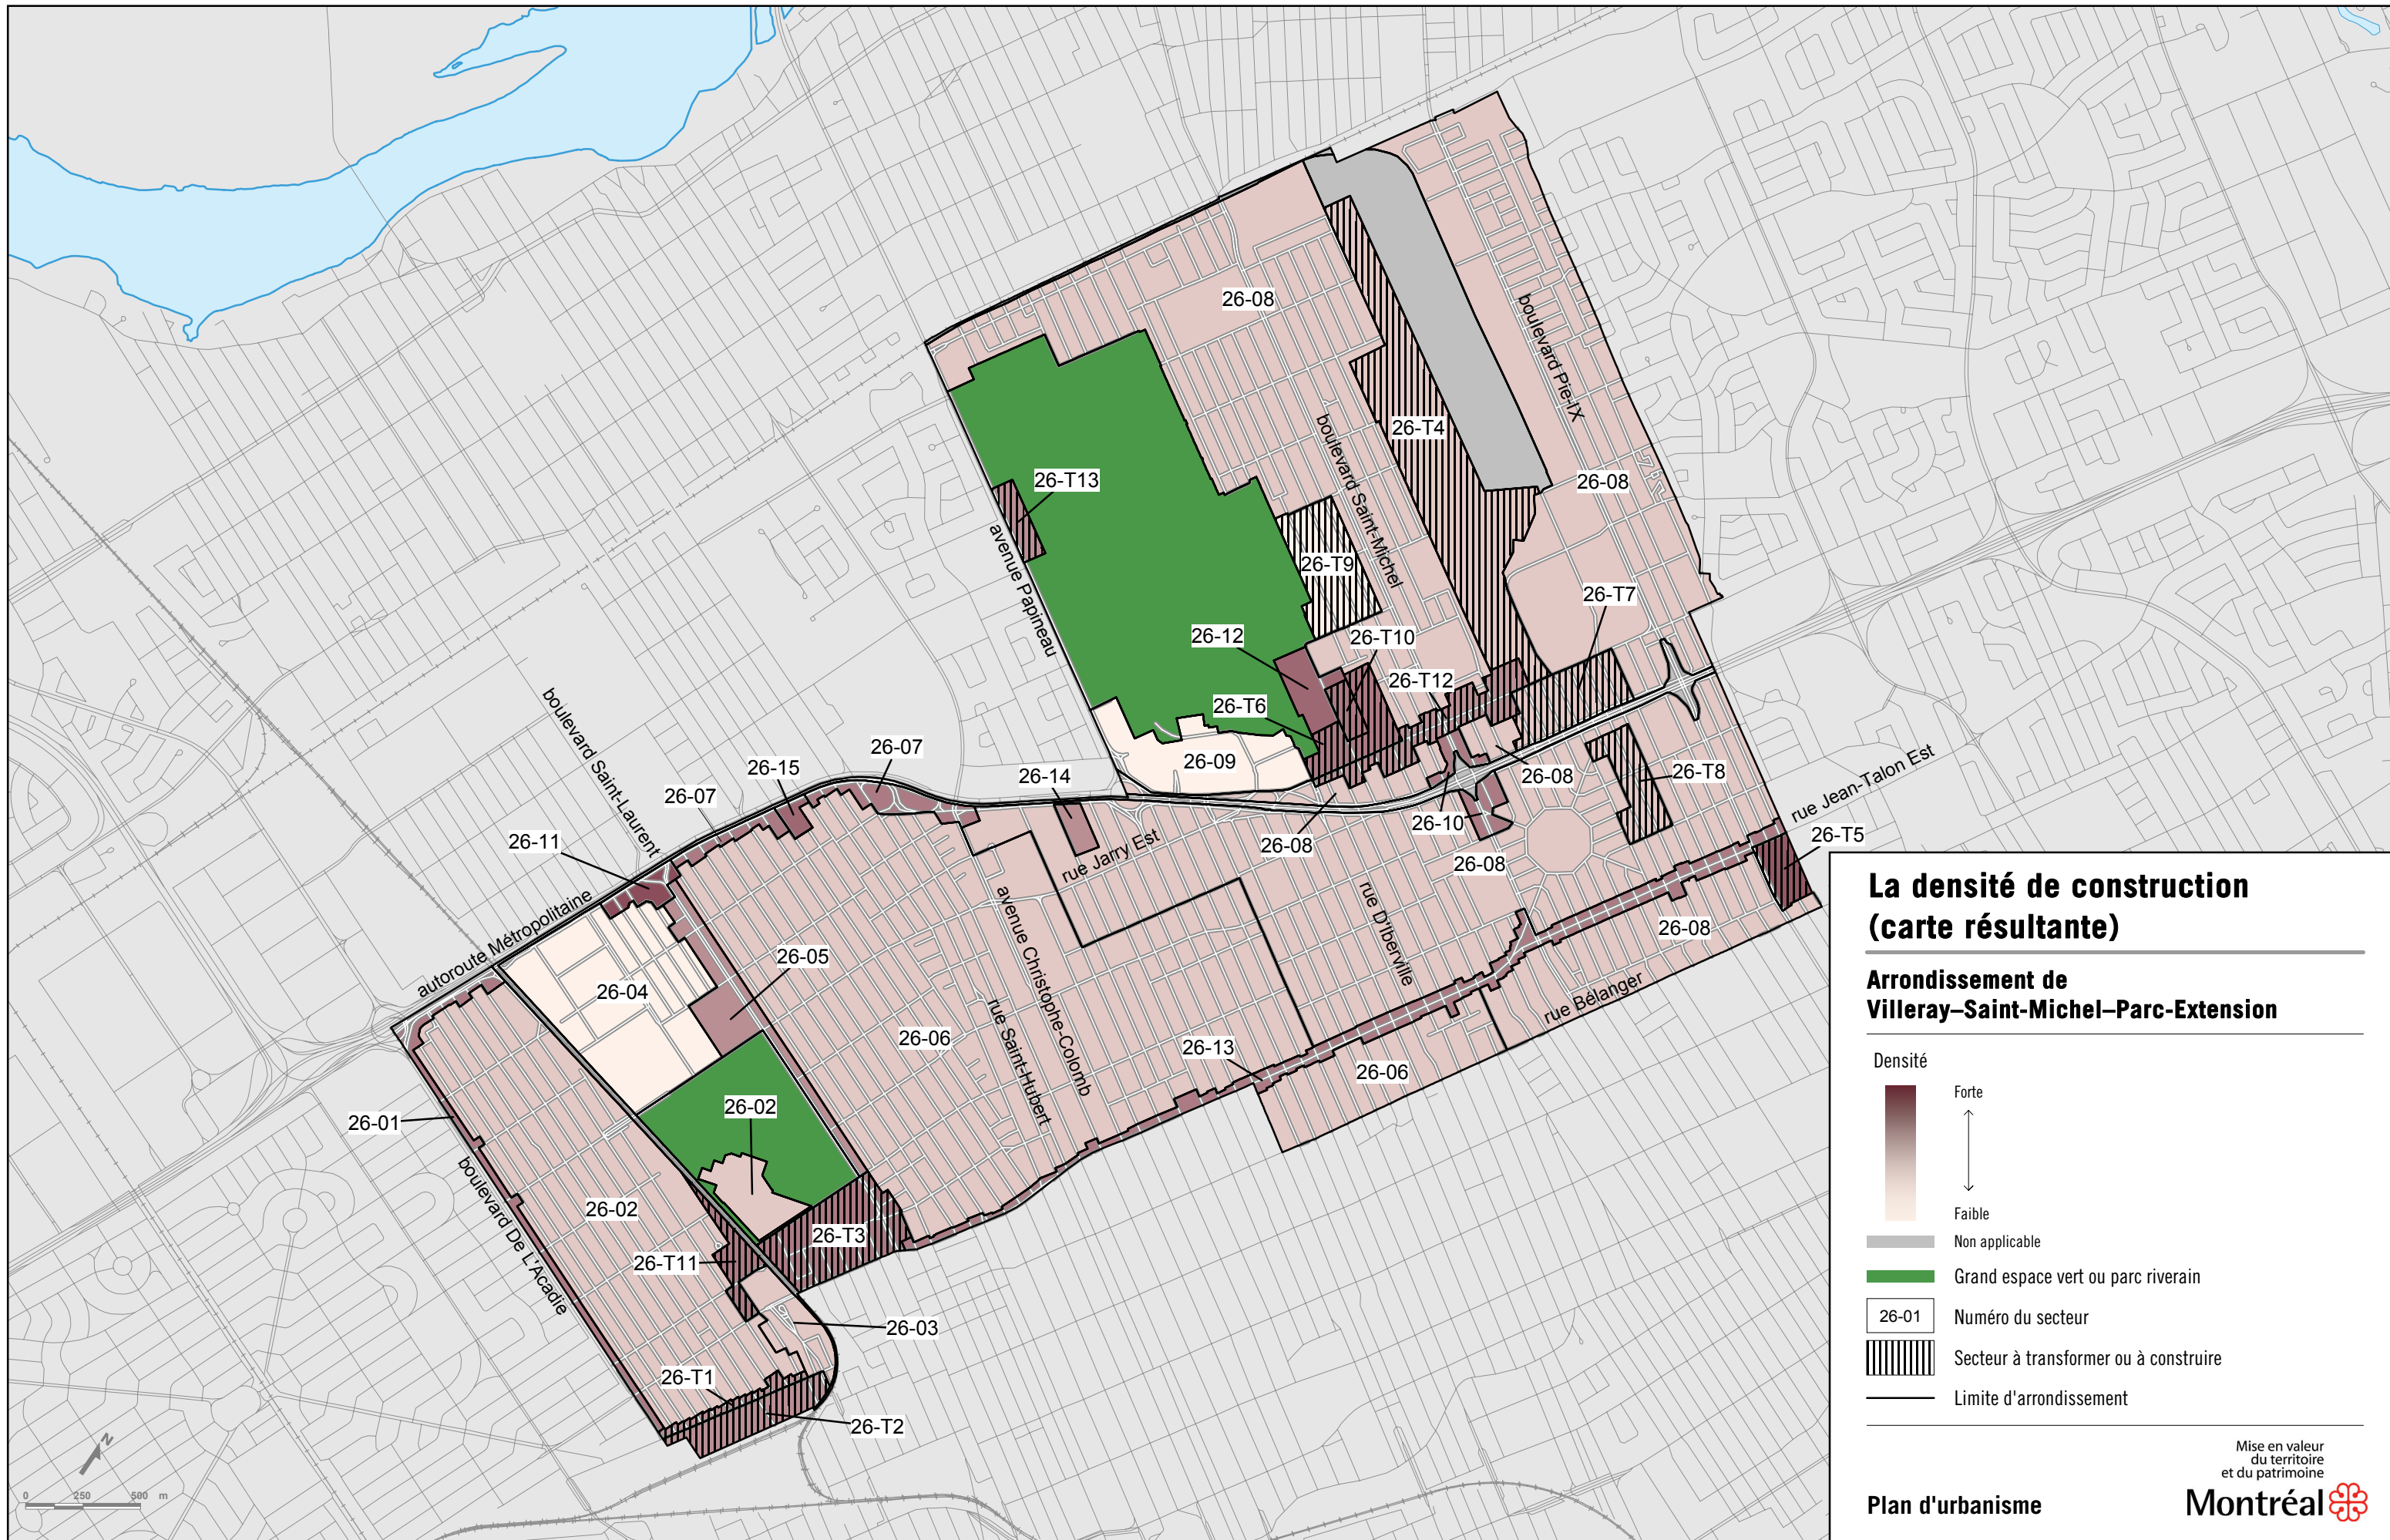 26-08
boulevard Pie-IX
26-T4
boulevard Saint-Michel
26-T13
26-08
avenue Papineau
26-T9
26-T7
26-12
26-T10
26-T12
26-T6
boulevard Saint-Laurent
26-07
26-09
26-15
26-14
26-08
26-T8
26-07
rue Jean-Talon Est
26-10
26-T5
26-11
rue Jarry Est
26-08
26-08
autoroute Métropolitaine
avenue Christophe-Colomb
rue D'Iberville
26-08
26-05
26-04
rue Saint-Hubert
rue Bélanger
26-06
26-13
26-06
26-02
26-01
boulevard De L'Acadie
26-02
26-T3
26-T11
26-03
26-T1
26-T2
N
0 250 500 m
La densité de construction
(carte résultante)
Arrondissement de
Villeray–Saint-Michel–Parc-Extension
Densité
Forte
Faible
Non applicable
Grand espace vert ou parc riverain
26-01 Numéro du secteur
Secteur à transformer ou à construire
Limite d'arrondissement
Mise en valeur
du territoire
et du patrimoine
Plan d'urbanisme
Montréal